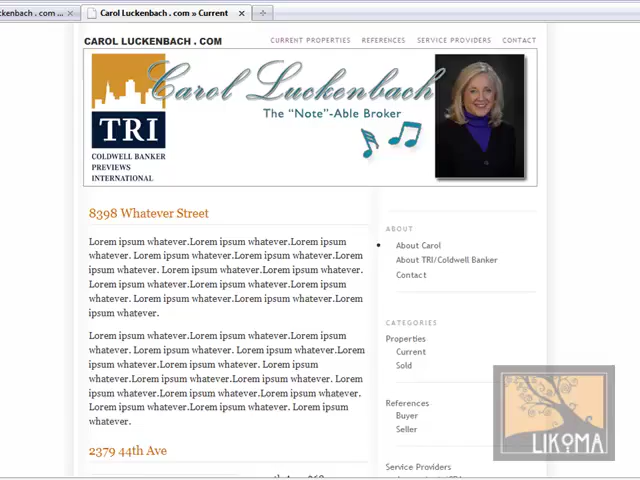 ckenbach . com ...
Carol Luckenbach . com » Current
CAROL LUCKENBACH . COM
CURRENT PROPERTIES REFERENCES SERVICE PROVIDERS CONTACT
Carol Luckenbach
The "Note"-Able Broker
TRI
COLDWELL BANKER
PREVIEWS
INTERNATIONAL
8398 Whatever Street
Lorem ipsum whatever.Lorem ipsum whatever.Lorem ipsum
whatever. Lorem ipsum whatever.Lorem ipsum whatever.Lorem
ipsum whatever. Lorem ipsum whatever.Lorem ipsum whatever.
Lorem ipsum whatever.Lorem ipsum whatever.Lorem ipsum
whatever. Lorem ipsum whatever.Lorem ipsum whatever.Lorem
ipsum whatever.
Lorem ipsum whatever.Lorem ipsum whatever.Lorem ipsum
whatever. Lorem ipsum whatever. Lorem ipsum whatever.Lorem
ipsum whatever.Lorem ipsum whatever. Lorem ipsum
whatever.Lorem ipsum whatever.Lorem ipsum whatever. Lorem
ipsum whatever.Lorem ipsum whatever.Lorem ipsum whatever.
Lorem ipsum whatever. Lorem ipsum whatever.Lorem ipsum
whatever.
2379 44th Ave
ABOUT
About Carol
About TRI/Coldwell Banker
Contact
CATEGORIES
Properties
Current
Sold
References
Buyer
Seller
Service Providers
LIKOMA